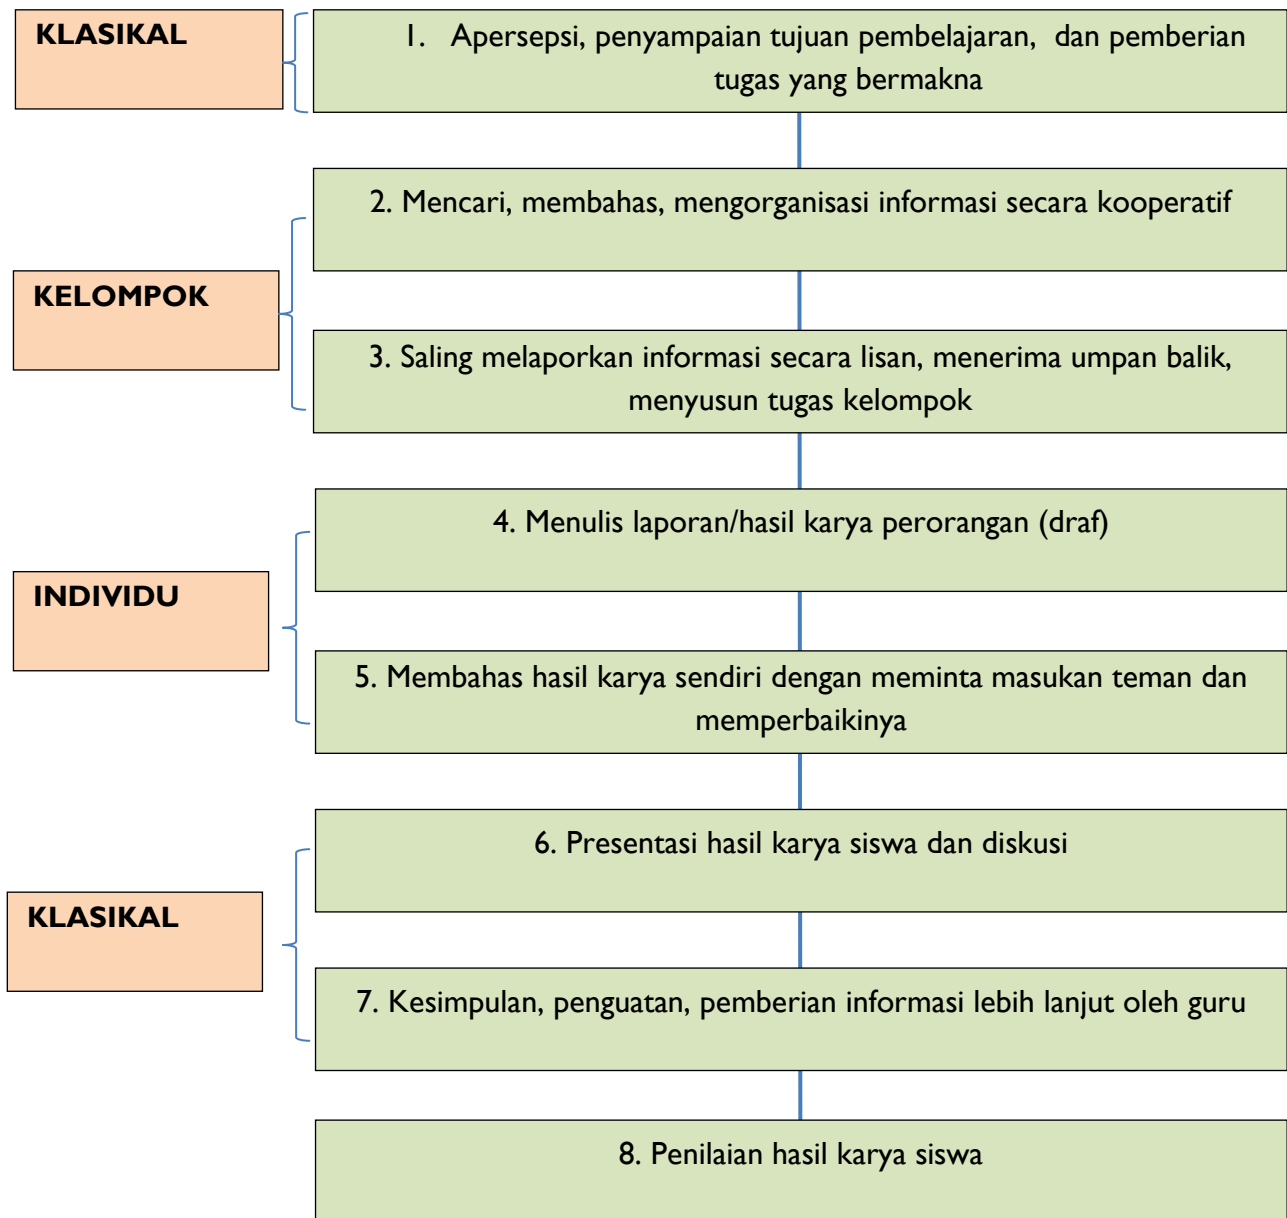 KLASIKAL
1. Apersepsi, penyampaian tujuan pembelajaran, dan pemberian
tugas yang bermakna
2. Mencari, membahas, mengorganisasi informasi secara kooperatif
KELOMPOK
3. Saling melaporkan informasi secara lisan, menerima umpan balik,
menyusun tugas kelompok
4. Menulis laporan/hasil karya perorangan (draf)
INDIVIDU
5. Membahas hasil karya sendiri dengan meminta masukan teman dan
memperbaikinya
6. Presentasi hasil karya siswa dan diskusi
KLASIKAL
7. Kesimpulan, penguatan, pemberian informasi lebih lanjut oleh guru
8. Penilaian hasil karya siswa